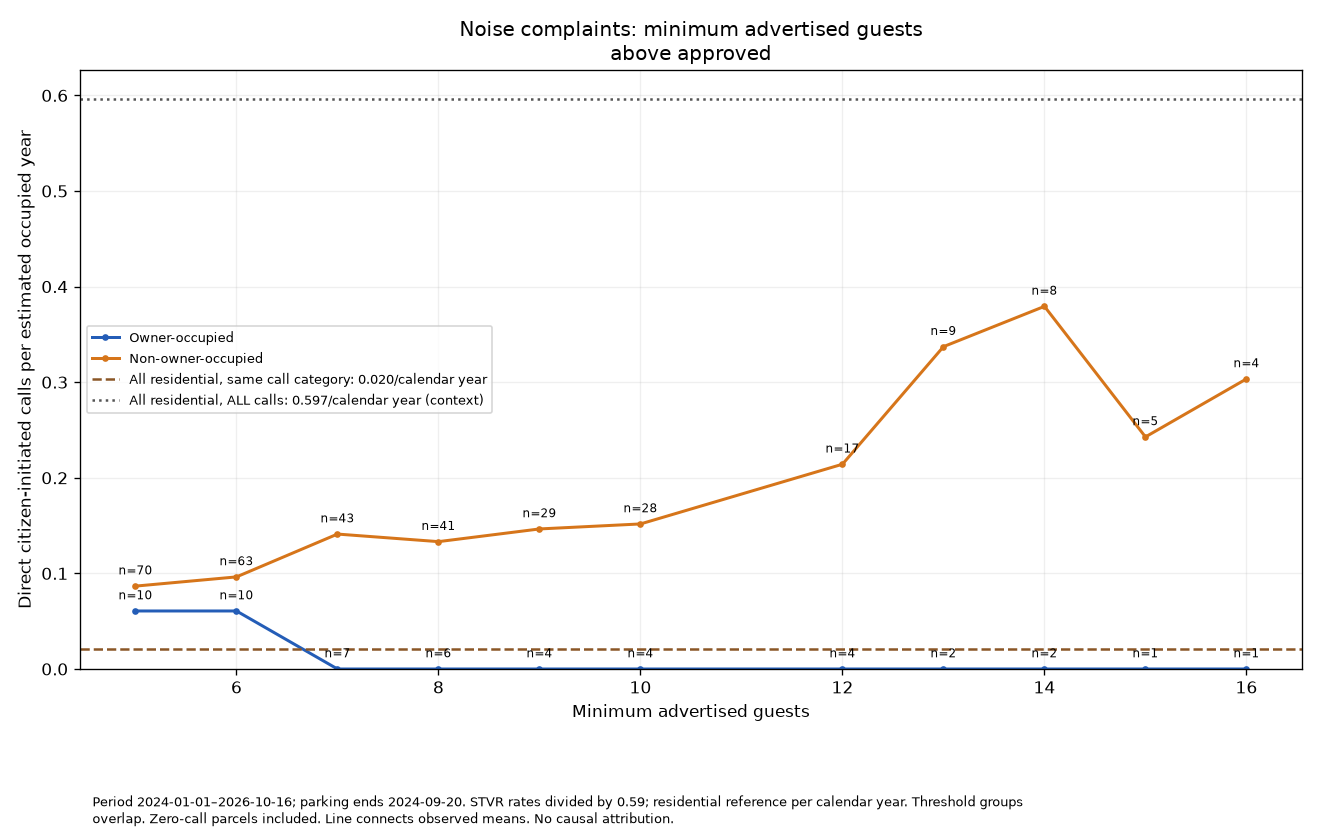 Noise complaints: minimum advertised guests
above approved
Direct citizen-initiated calls per estimated occupied year
0.6
0.5
0.4
0.3
0.2
0.1
0.0
Owner-occupied
Non-owner-occupied
All residential, same call category: 0.020/calendar year
All residential, ALL calls: 0.597/calendar year (context)
n=70
n=63
n=43
n=41
n=29
n=28
n=17
n=9
n=8
n=5
n=4
n=10
n=10
n=7
n=6
n=4
n=4
n=4
n=2
n=2
n=1
n=1
6
8
10
12
14
16
Minimum advertised guests
Period 2024-01-01–2026-10-16; parking ends 2024-09-20. STVR rates divided by 0.59; residential reference per calendar year. Threshold groups
overlap. Zero-call parcels included. Line connects observed means. No causal attribution.